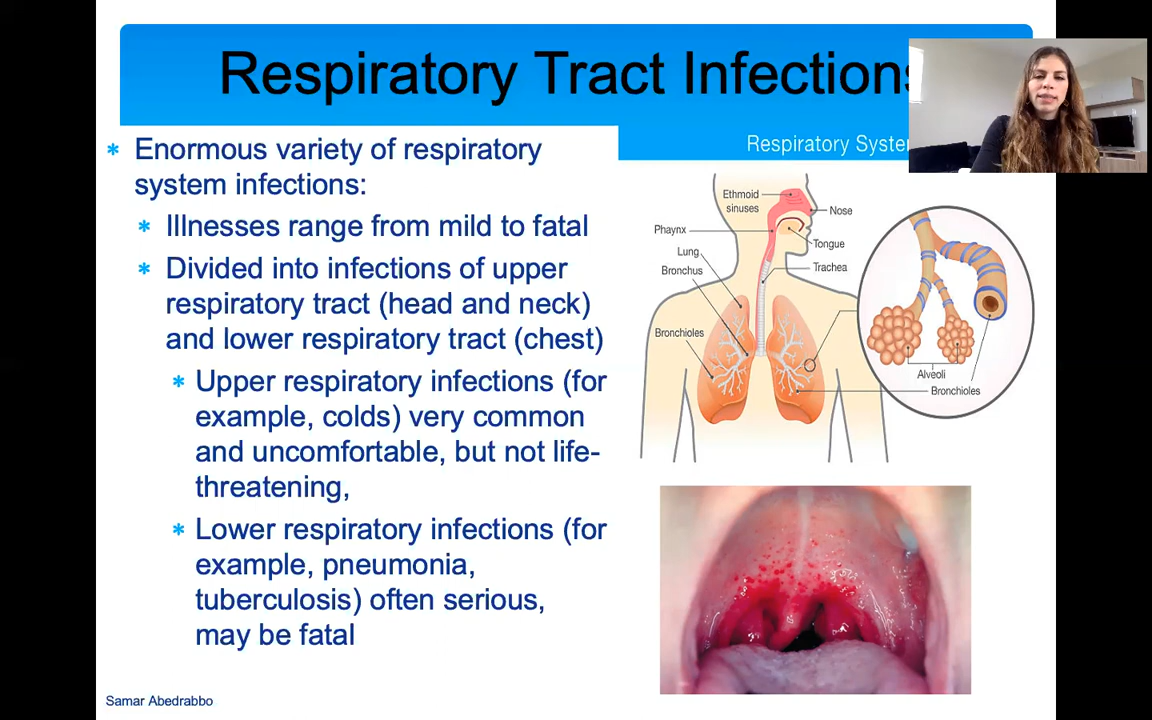 Respiratory Tract Infections
* Enormous variety of respiratory
system infections:
* Illnesses range from mild to fatal
* Divided into infections of upper
respiratory tract (head and neck)
and lower respiratory tract (chest)
* Upper respiratory infections (for
example, colds) very common
and uncomfortable, but not life-
threatening,
* Lower respiratory infections (for
example, pneumonia,
tuberculosis) often serious,
may be fatal
Samar Abedrabbo
Respiratory Syste
Ethmoid
sinuses
Nose
Phaynx
Tongue
Lung
Trachea
Bronchus
Bronchioles
Alveoli
Bronchioles